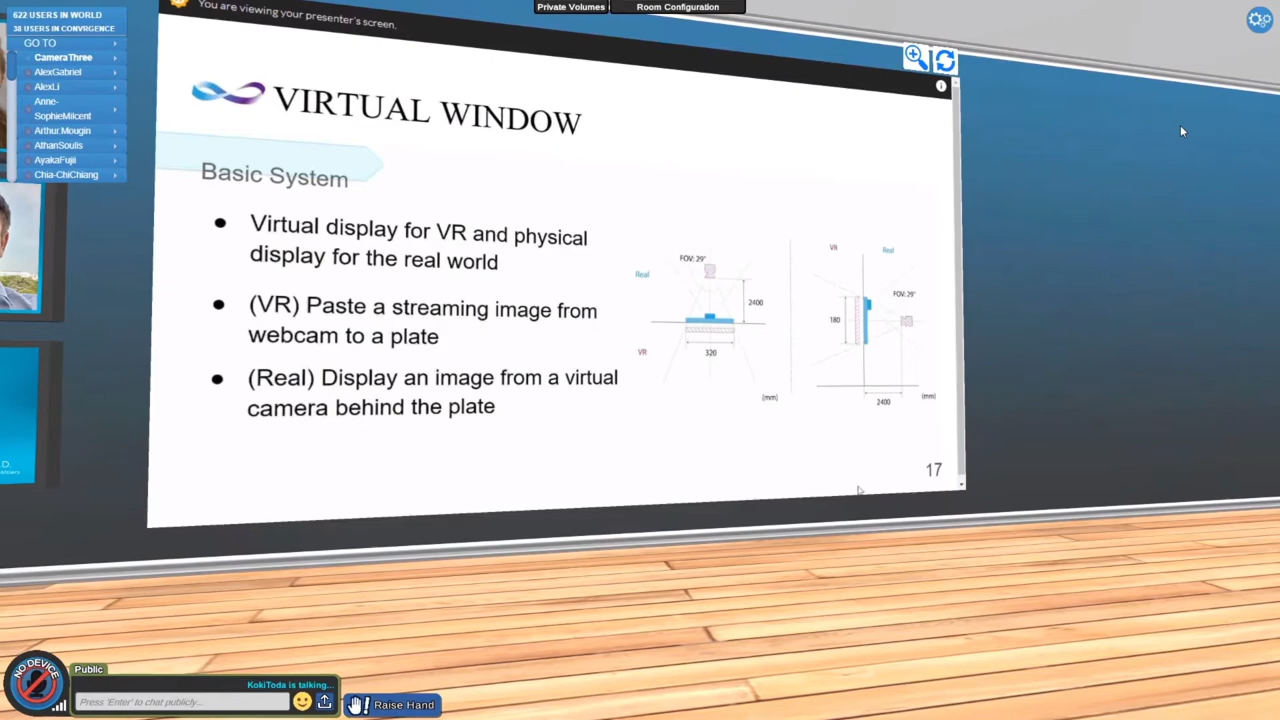 622 USERS IN WORLD
38 USERS IN CONVRGENCE
GO TO
CameraThree
AlexGabriel
AlexLi
Anne-
SophieMilcent
Arthur.Mougin
AthanSoulis
AyakaFujii
Chia-ChiChiang
Private Volumes
Room Configuration
You are viewing your presenter's screen.
VIRTUAL WINDOW
Basic System
● Virtual display for VR and physical
display for the real world
● (VR) Paste a streaming image from
webcam to a plate
● (Real) Display an image from a virtual
camera behind the plate
Real
FOV: 29°
2400
320
VR
(mm)
VR
Real
FOV: 29°
180
2400
(mm)
17
D.
NO DEVICE
Public
KokiToda is talking...
Press 'Enter' to chat publicly...
Raise Hand